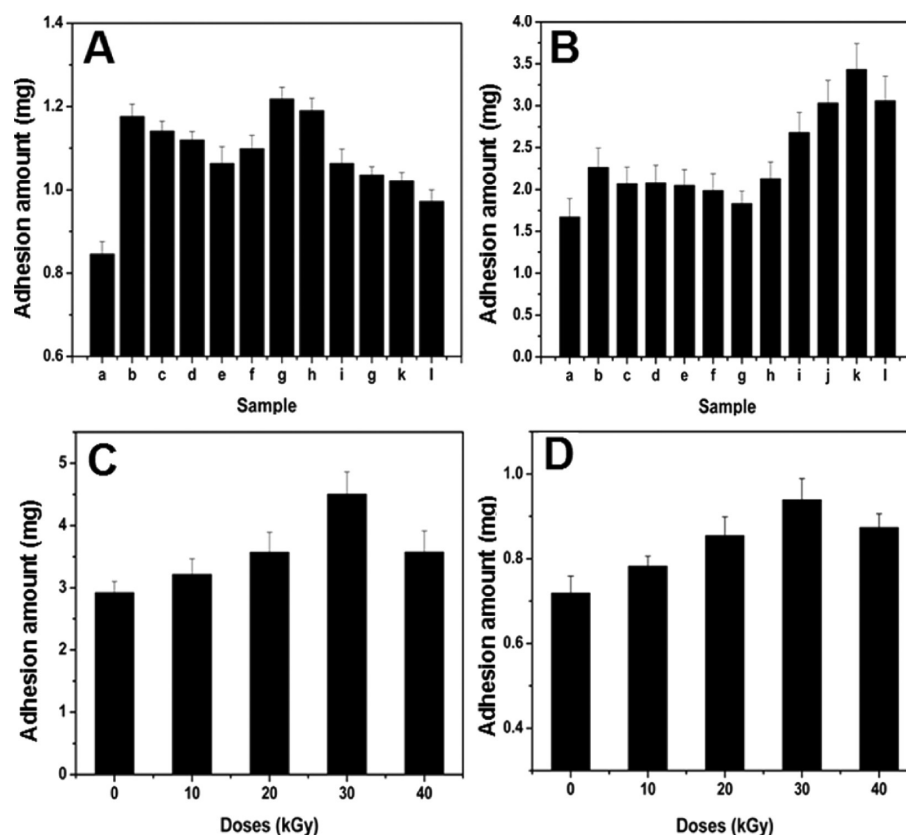 A
Adhesion amount (mg)
1.4
1.2
1.0
0.8
0.6
a b c d e f g h i g k l
Sample
B
Adhesion amount (mg)
4.0
3.5
3.0
2.5
2.0
1.5
1.0
0.5
0.0
a b c d e f g h i j k l
Sample
C
Adhesion amount (mg)
5
4
3
2
1
0
0 10 20 30 40
Doses (kGy)
D
Adhesion amount (mg)
1.0
0.8
0.6
0.4
0 10 20 30 40
Doses (kGy)